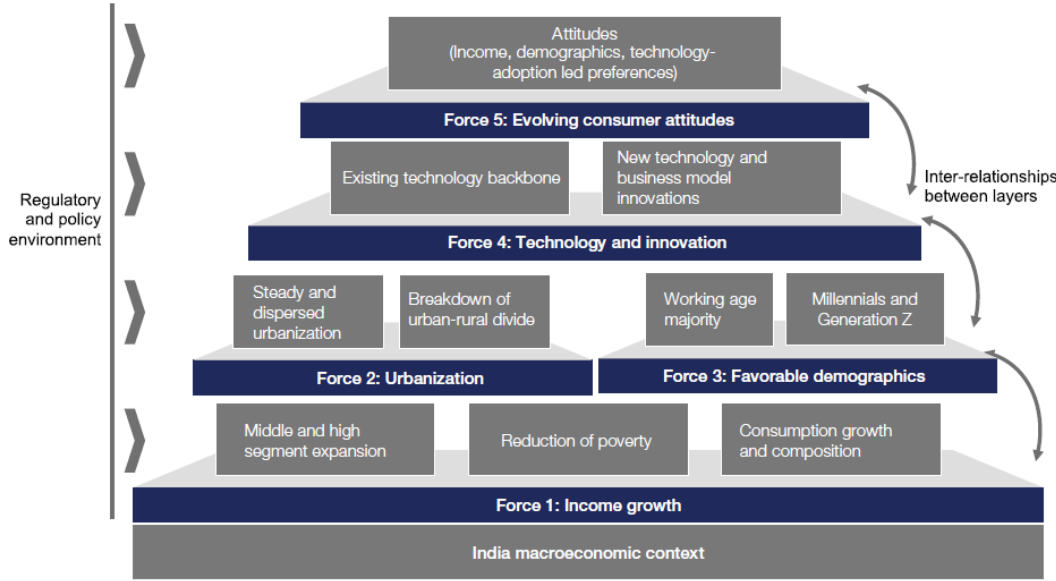 Attitudes
(Income, demographics, technology-
adoption led preferences)
Force 5: Evolving consumer attitudes
Existing technology backbone
New technology and
business model
innovations
Force 4: Technology and innovation
Steady and
dispersed
urbanization
Breakdown of
urban-rural divide
Working age
majority
Millennials and
Generation Z
Force 2: Urbanization
Force 3: Favorable demographics
Middle and high
segment expansion
Reduction of poverty
Consumption growth
and composition
Force 1: Income growth
India macroeconomic context
Regulatory
and policy
environment
Inter-relationships
between layers